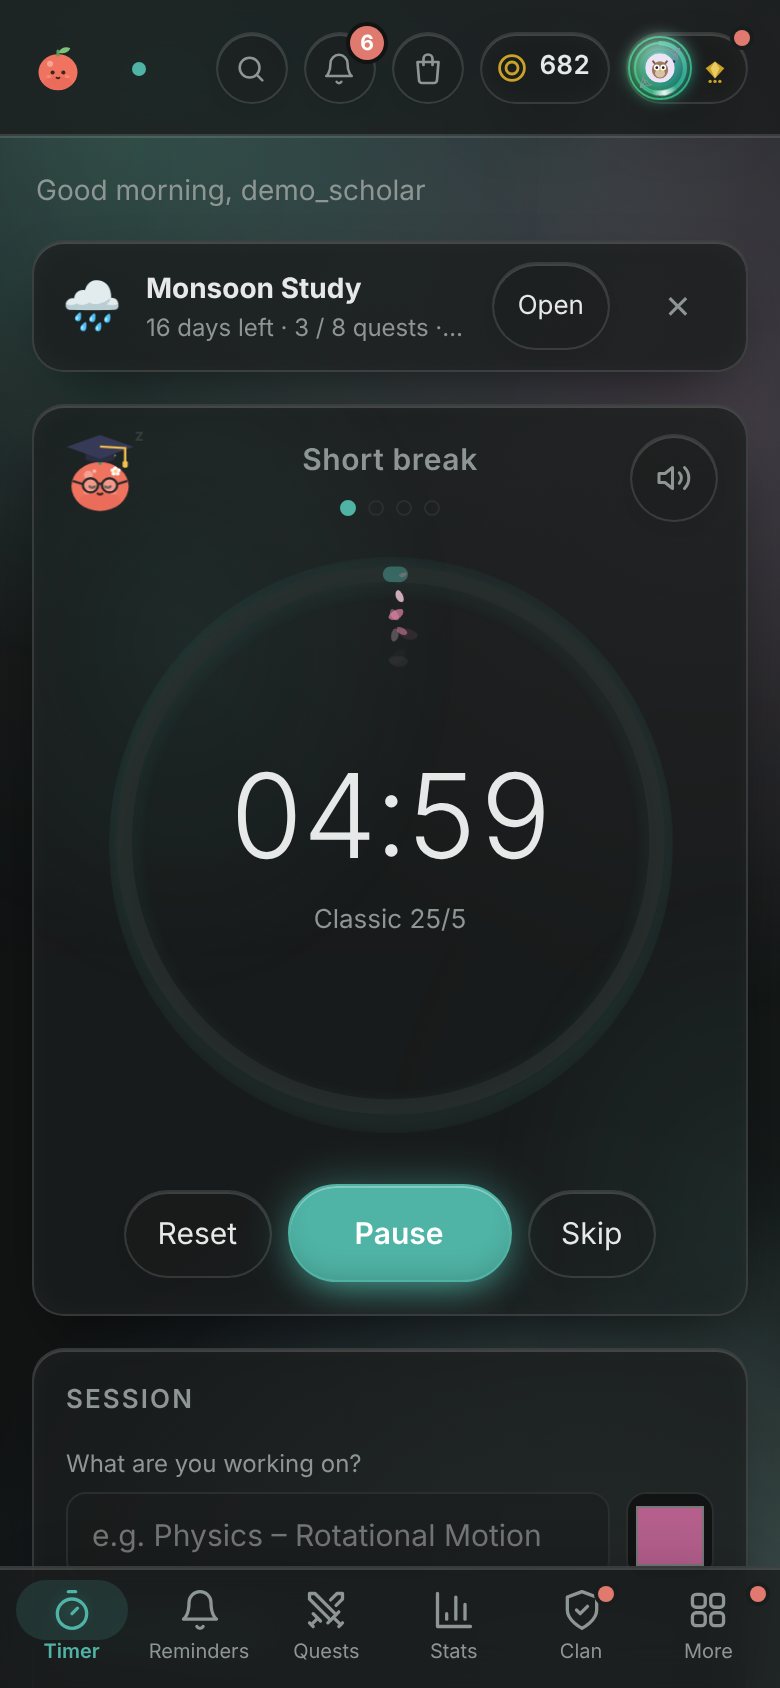 6
682
Good morning, demo_scholar
Monsoon Study
16 days left · 3 / 8 quests ·...
Open
z
Short break
04:59
Classic 25/5
Reset
Pause
Skip
SESSION
What are you working on?
e.g. Physics – Rotational Motion
Timer
Reminders
Quests
Stats
Clan
More